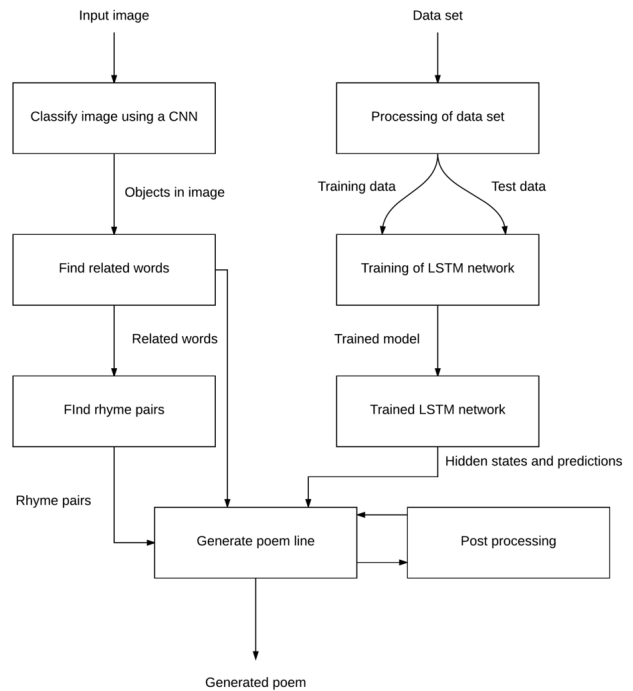 Input image
Data set
Classify image using a CNN
Processing of data set
Objects in image
Training data
Test data
Find related words
Training of LSTM network
Related words
Trained model
FInd rhyme pairs
Trained LSTM network
Hidden states and predictions
Rhyme pairs
Generate poem line
Post processing
Generated poem